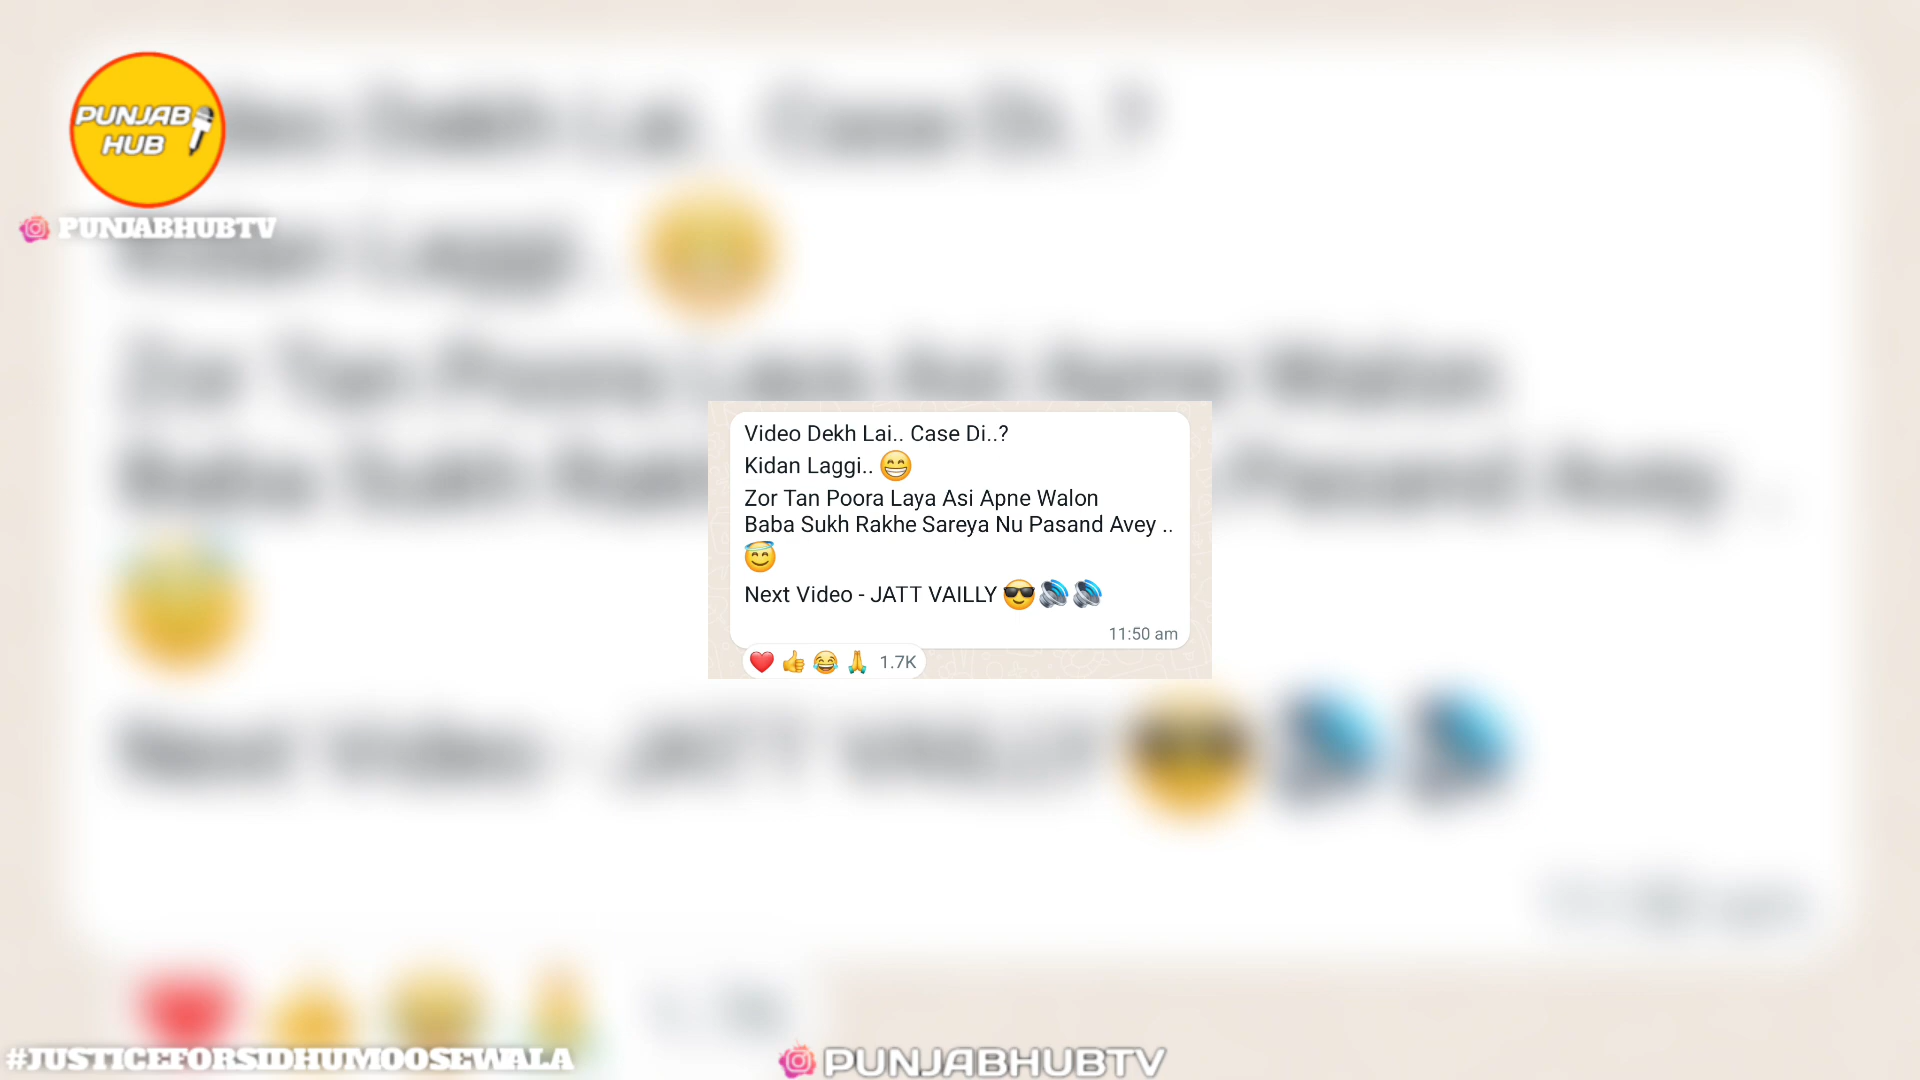 PUNJAB
HUB
PUNJABHUBTV
Video Dekh Lai.. Case Di..?
Kidan Laggi.. 😁
Zor Tan Poora Laya Asi Apne Walon
Baba Sukh Rakhe Sareya Nu Pasand Avey ..
😇
Next Video - JATT VAILLY 😎🔊🔊
11:50 am
❤️ 👍 😂 🙏 1.7K
#JUSTICEFORSIDHUMOOSEWALA
PUNJABHUBTV